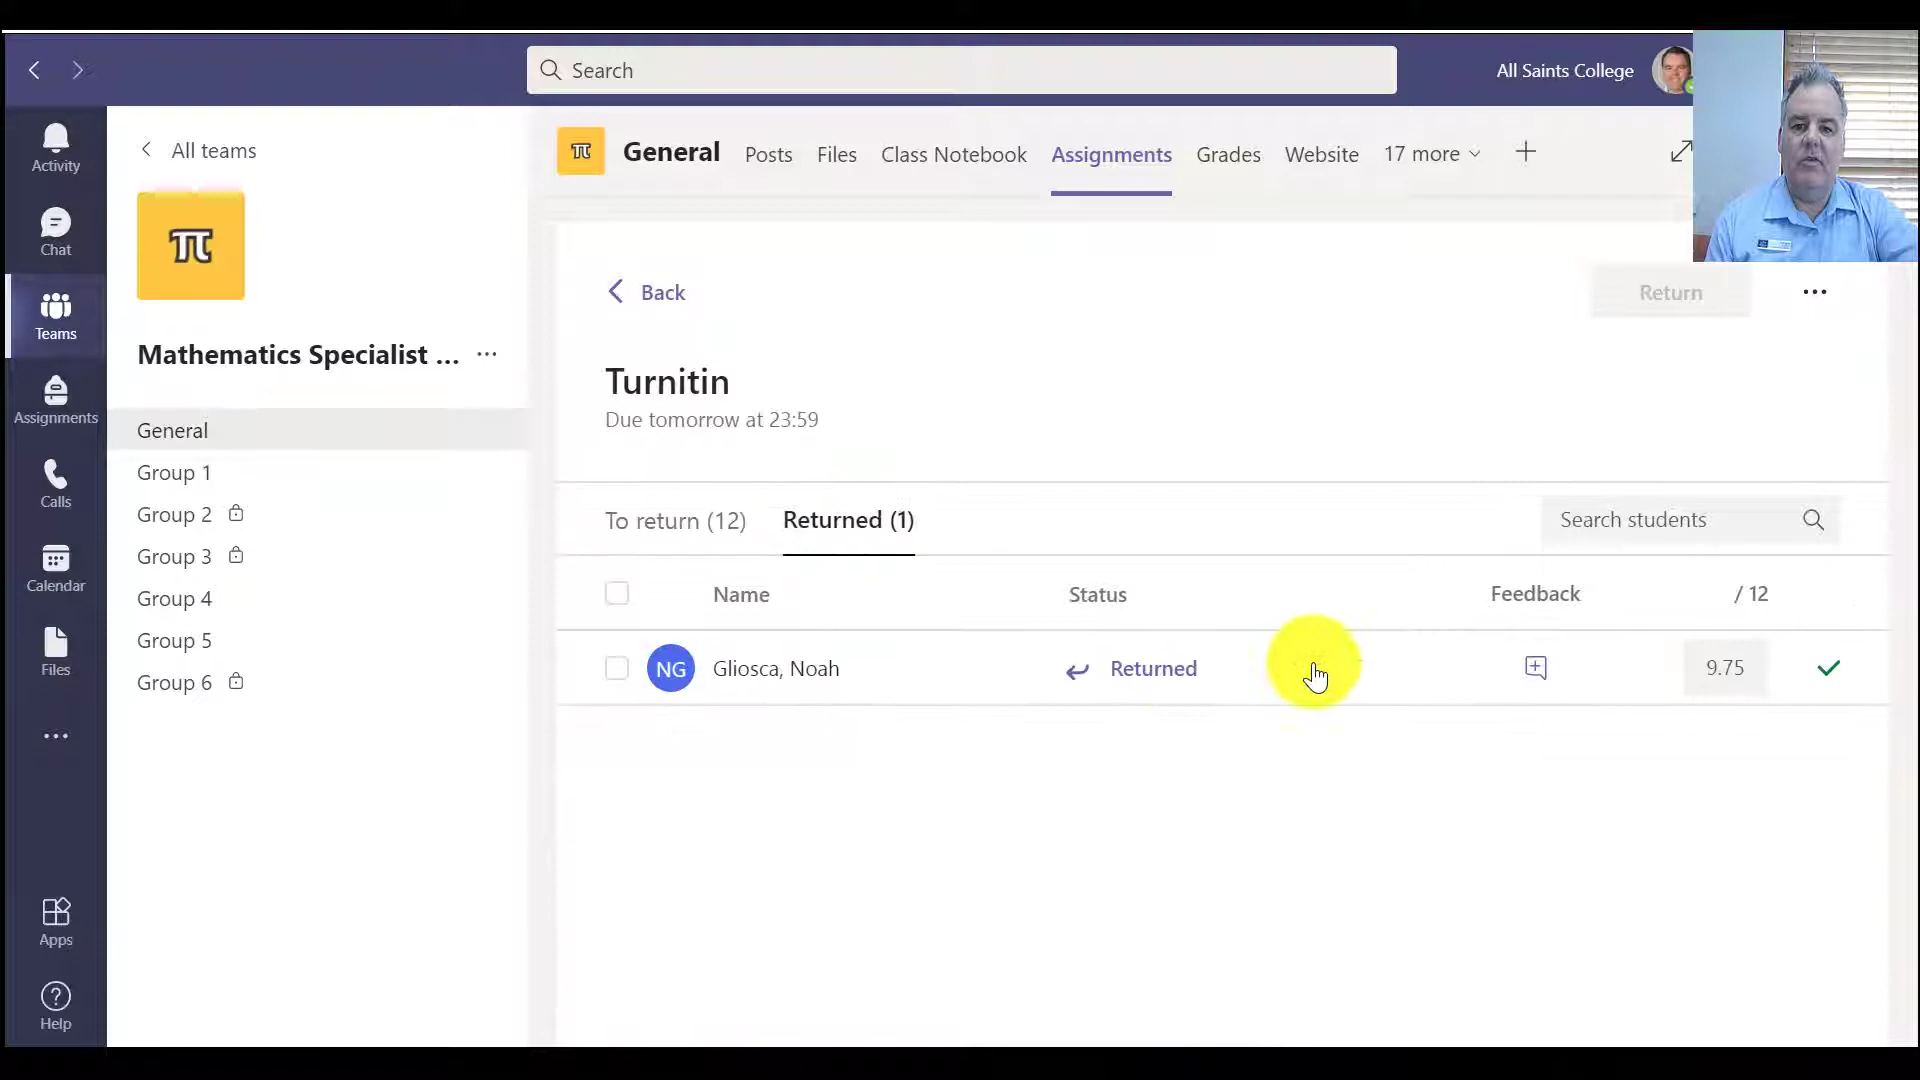 Search
All Saints College
Activity
Chat
Teams
Assignments
Calls
Calendar
Files
Apps
Help
All teams
π
Mathematics Specialist ...
General
Group 1
Group 2
Group 3
Group 4
Group 5
Group 6
π General Posts Files Class Notebook Assignments Grades Website 17 more
Back
Return
Turnitin
Due tomorrow at 23:59
To return (12) Returned (1)
Search students
Name Status Feedback / 12
NG Gliosca, Noah Returned 9.75